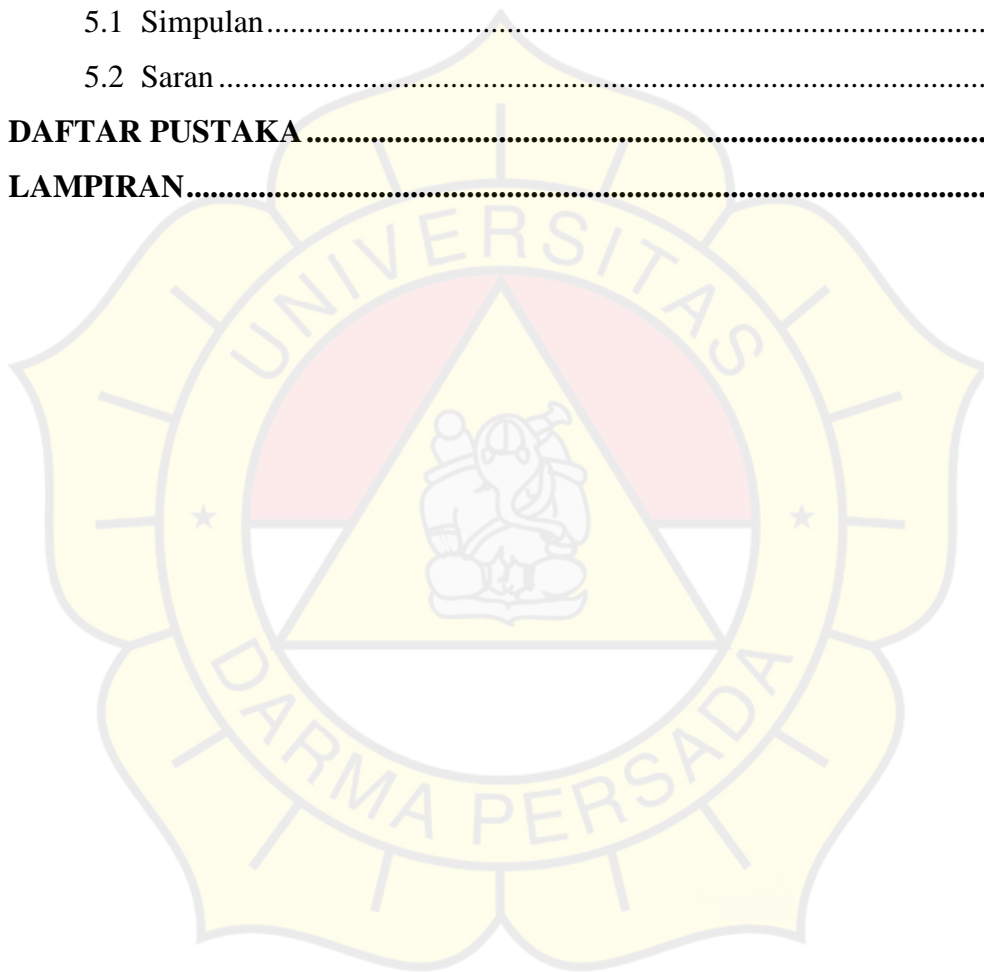 5.1 Simpulan........................................................................................
5.2 Saran..............................................................................................
DAFTAR PUSTAKA....................................................................................
LAMPIRAN..................................................................................................
UNIVERSITAS
DARMA PERSADA